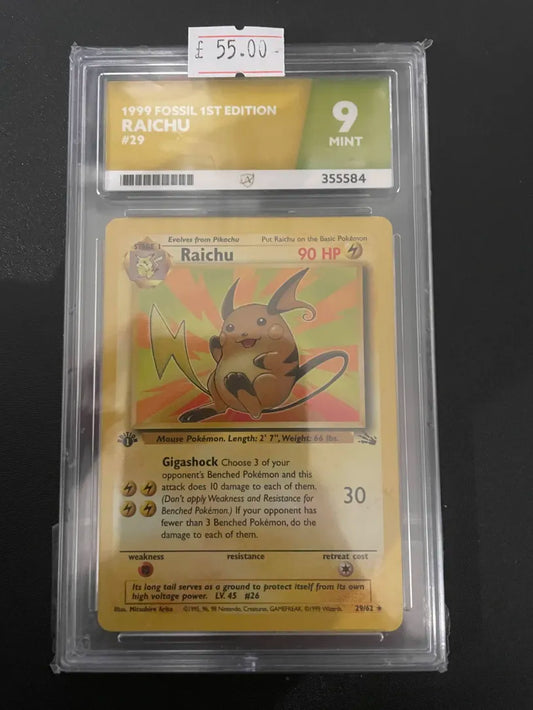 £ 55.00-
1999 FOSSIL 1ST EDITION
RAICHU
#29
9
MINT
355584
Evolves from Pikachu Put Raichu on the Basic Pokémon
STAGE 1
Raichu 90 HP
EDITION
1
Mouse Pokémon. Length: 2' 7", Weight: 66 lbs.
Gigashock Choose 3 of your
opponent's Benched Pokémon and this
attack does 10 damage to each of them.
(Don't apply Weakness and Resistance for
Benched Pokémon.) If your opponent has
fewer than 3 Benched Pokémon, do the
damage to each of them.
30
weakness resistance retreat cost
Its long tail serves as a ground to protect itself from its own
high voltage power. LV. 45 #26
Illus. Mitsuhiro Arita ©1995, 96, 98 Nintendo, Creatures, GAMEFREAK. ©1999 Wizards. 29/62 ★